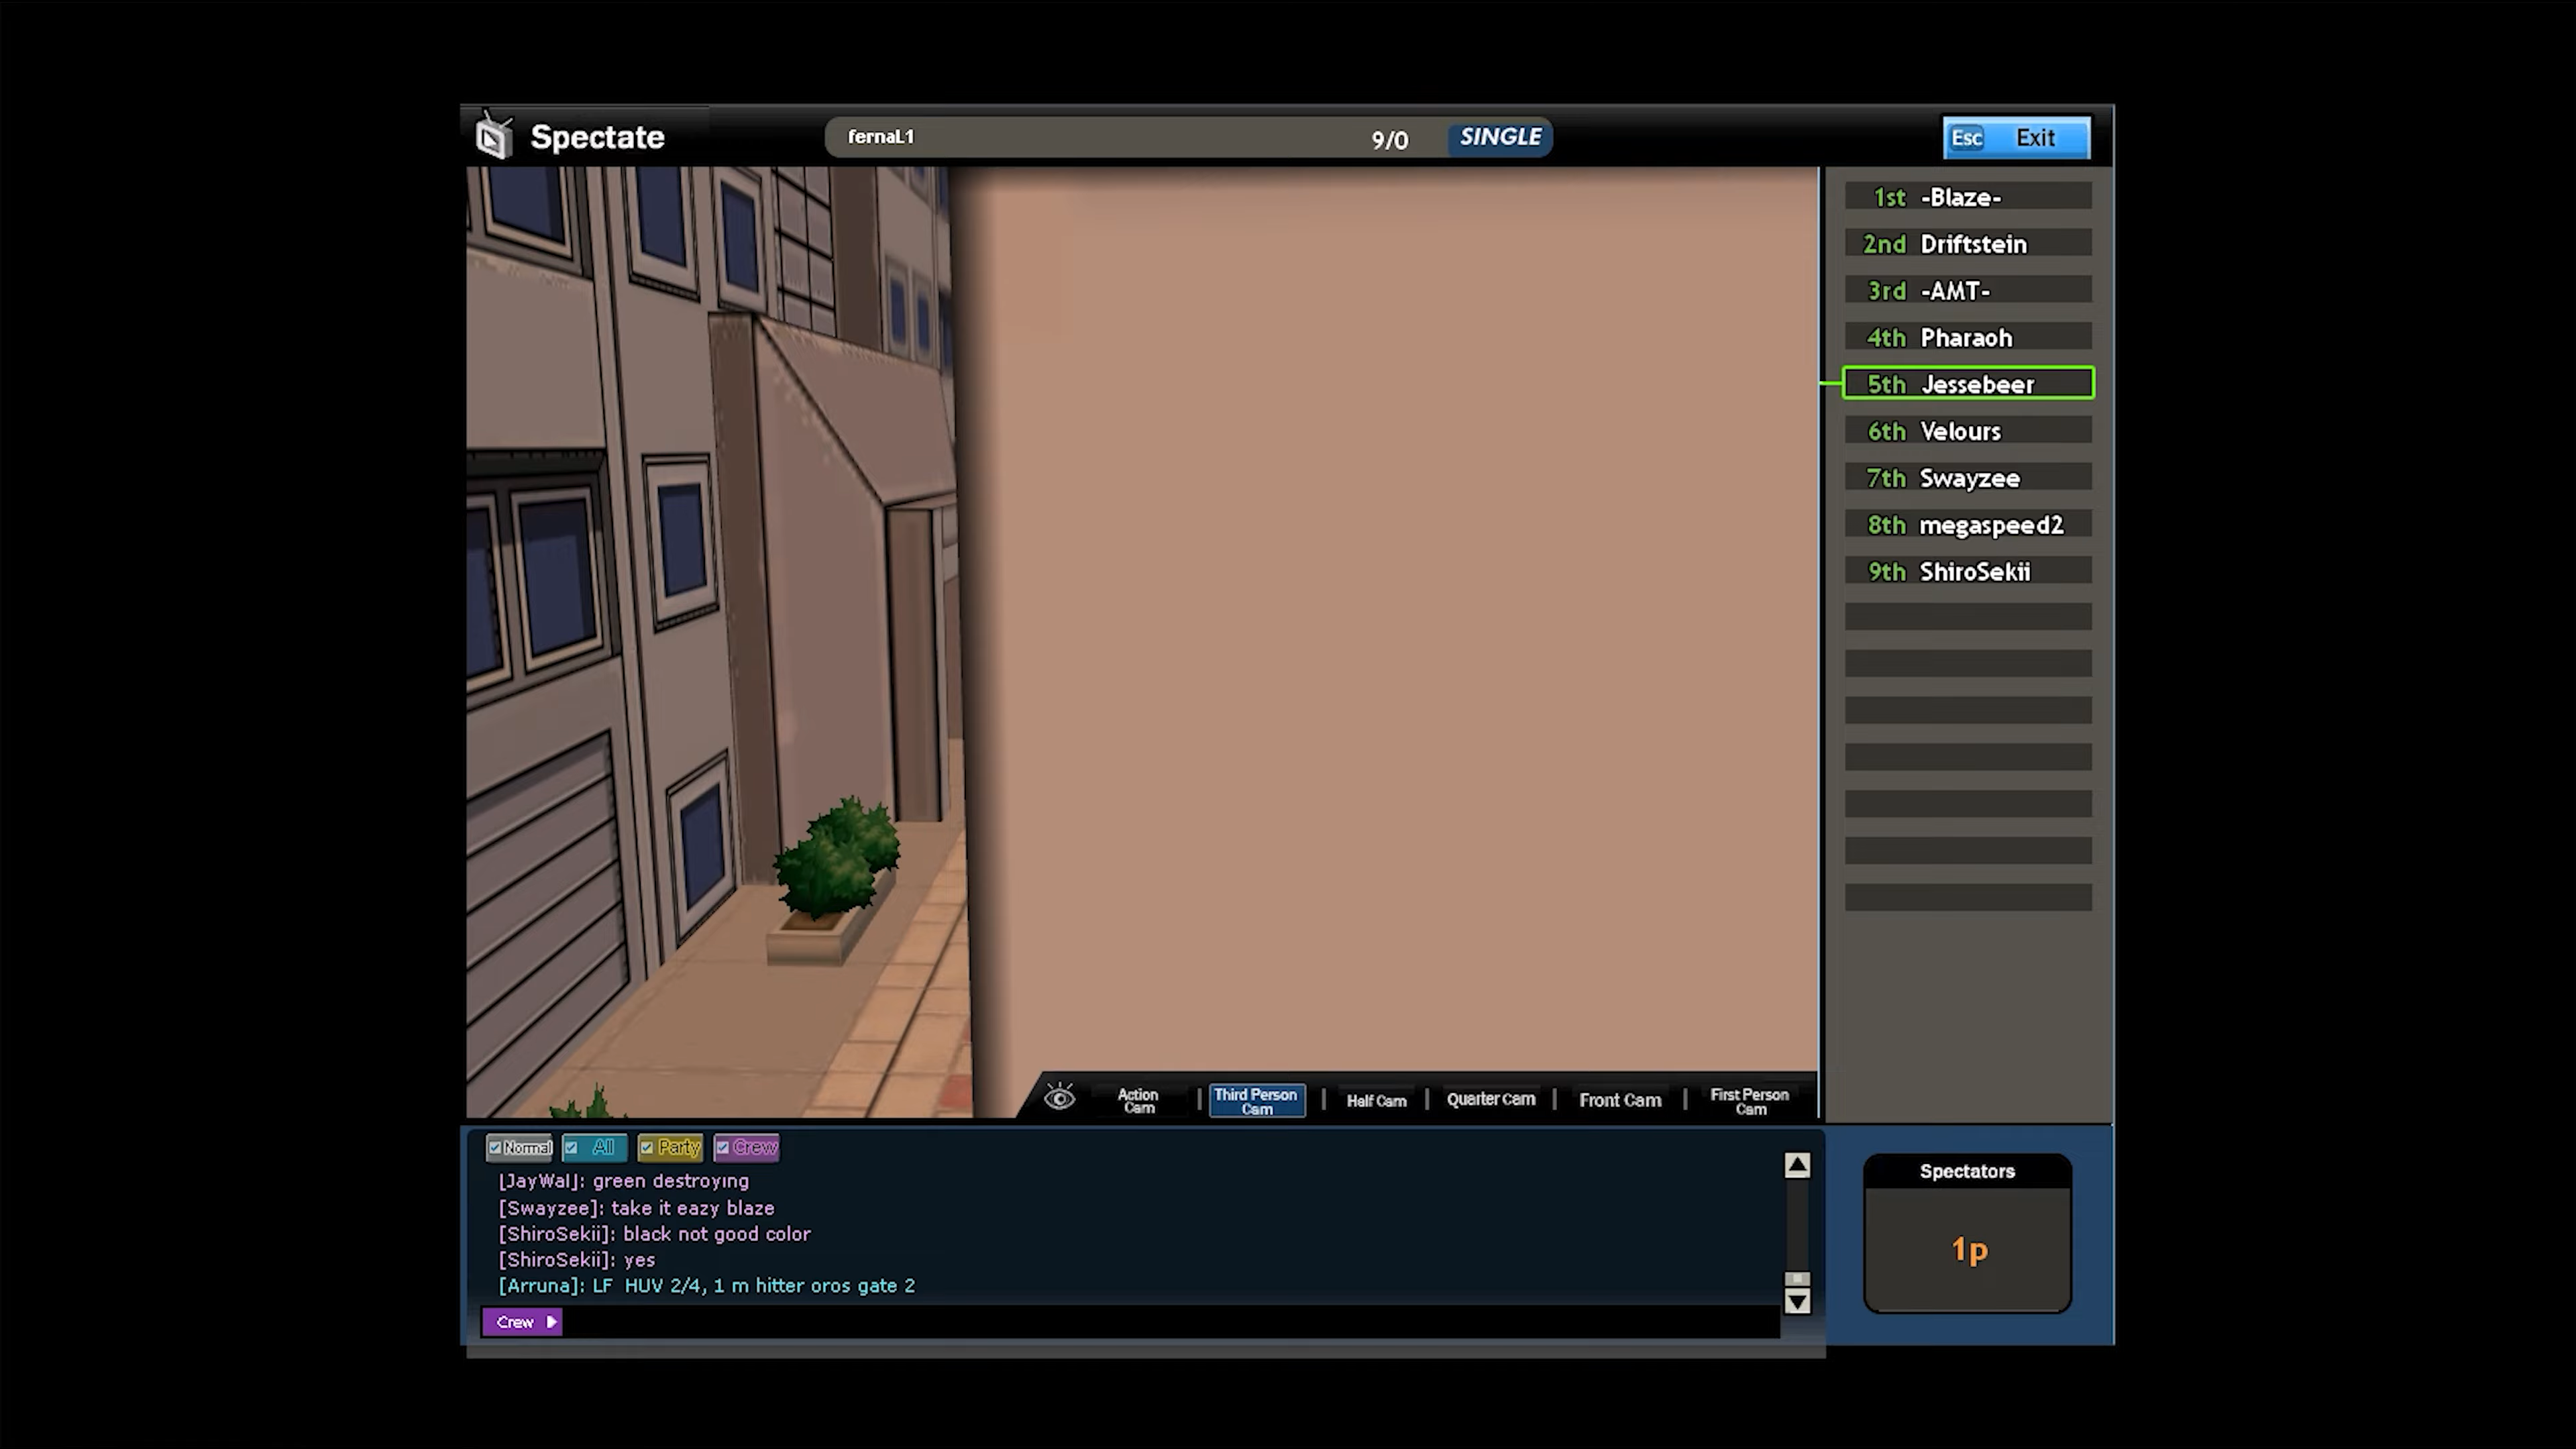 Spectate
fernaL1 9/0 SINGLE
Esc Exit
1st -Blaze-
2nd Driftstein
3rd -AMT-
4th Pharaoh
5th Jessebeer
6th Velours
7th Swayzee
8th megaspeed2
9th ShiroSekii
Action Cam
Third Person Cam
Half Cam
Quarter Cam
Front Cam
First Person Cam
Normal All Party Crew
[JayWal]: green destroying
[Swayzee]: take it eazy blaze
[ShiroSekii]: black not good color
[ShiroSekii]: yes
[Arruna]: LF HUV 2/4, 1 m hitter oros gate 2
Crew
Spectators
1p